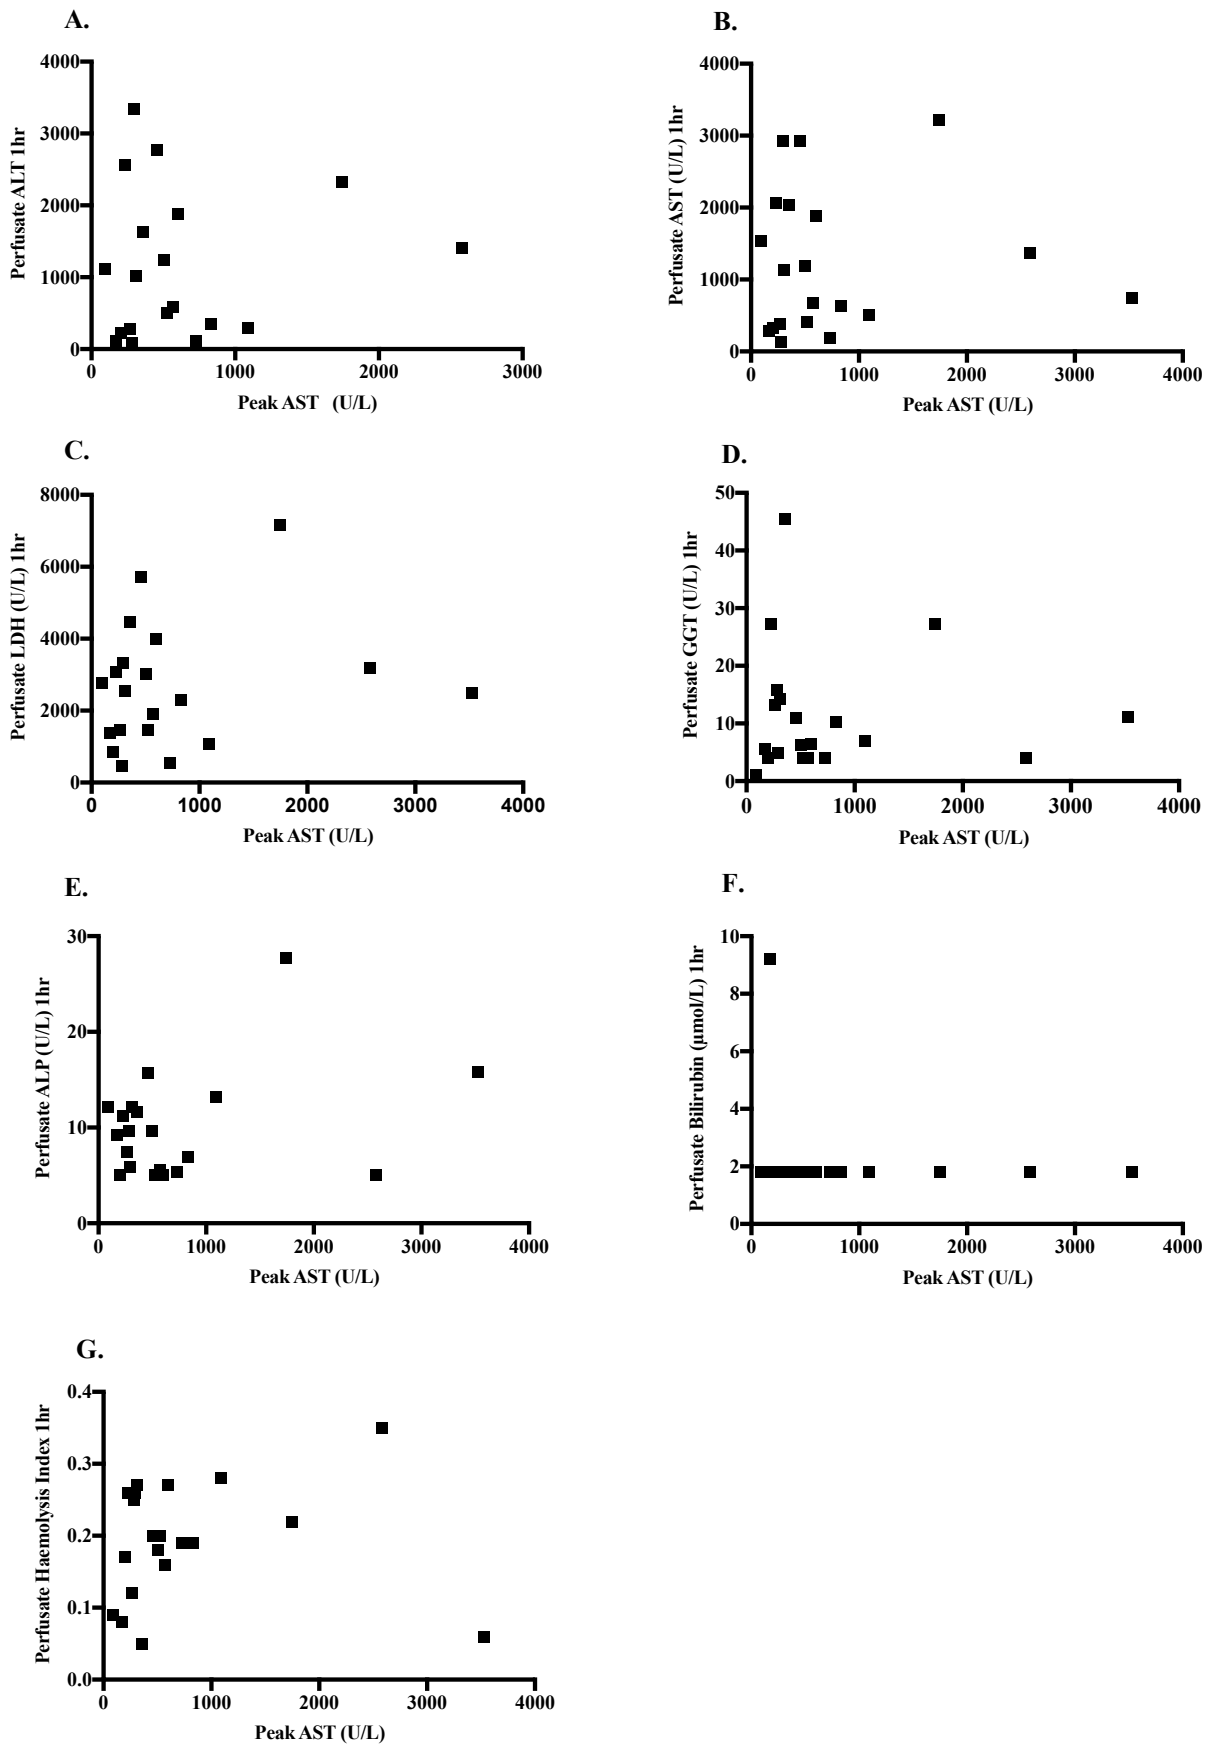 A.
Perfusate ALT 1hr
4000
3000
2000
1000
0
0 1000 2000 3000
Peak AST (U/L)
B.
Perfusate AST (U/L) 1hr
4000
3000
2000
1000
0
0 1000 2000 3000 4000
Peak AST (U/L)
C.
Perfusate LDH (U/L) 1hr
8000
6000
4000
2000
0
0 1000 2000 3000 4000
Peak AST (U/L)
D.
Perfusate GGT (U/L) 1hr
50
40
30
20
10
0
0 1000 2000 3000 4000
Peak AST (U/L)
E.
Perfusate ALP (U/L) 1hr
30
20
10
0
0 1000 2000 3000 4000
Peak AST (U/L)
F.
Perfusate Bilirubin (µmol/L) 1hr
10
8
6
4
2
0
0 1000 2000 3000 4000
Peak AST (U/L)
G.
Perfusate Haemolysis Index 1hr
0.4
0.3
0.2
0.1
0.0
0 1000 2000 3000 4000
Peak AST (U/L)